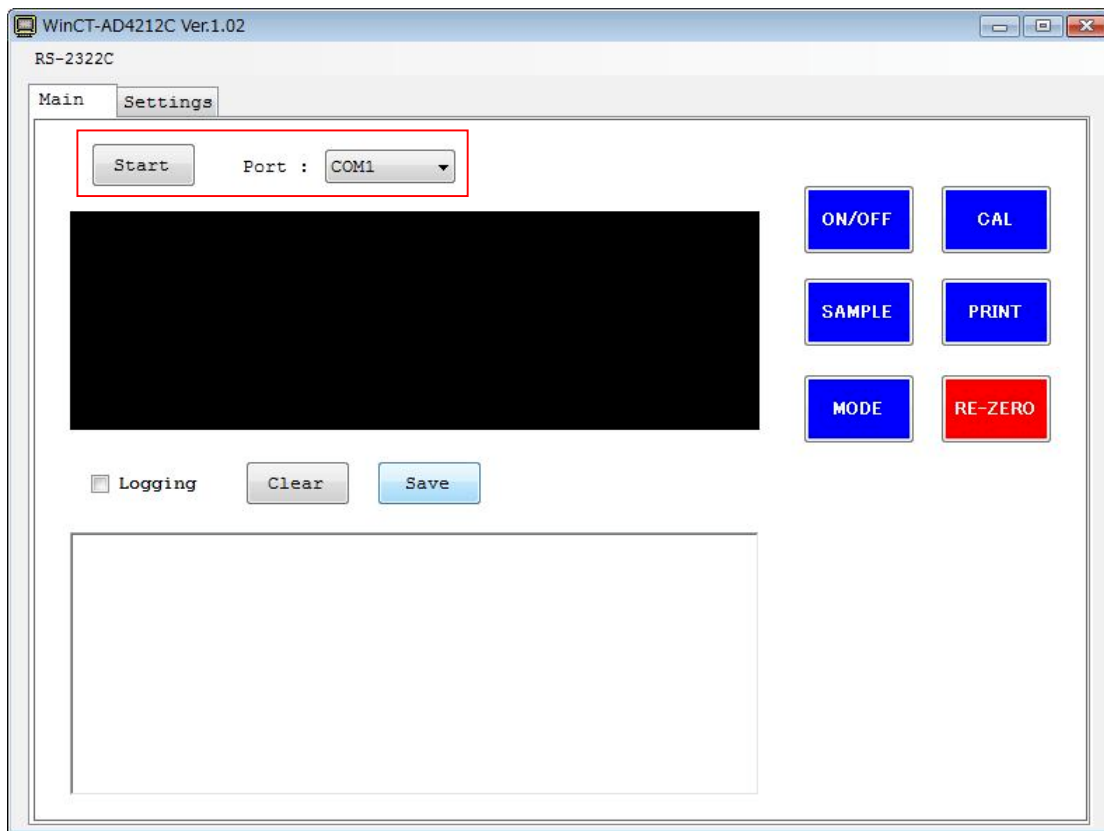 WinCT-AD4212C Ver.1.02
RS-2322C
Main Settings
Start Port : COM1
ON/OFF CAL
SAMPLE PRINT
MODE RE-ZERO
Logging Clear Save